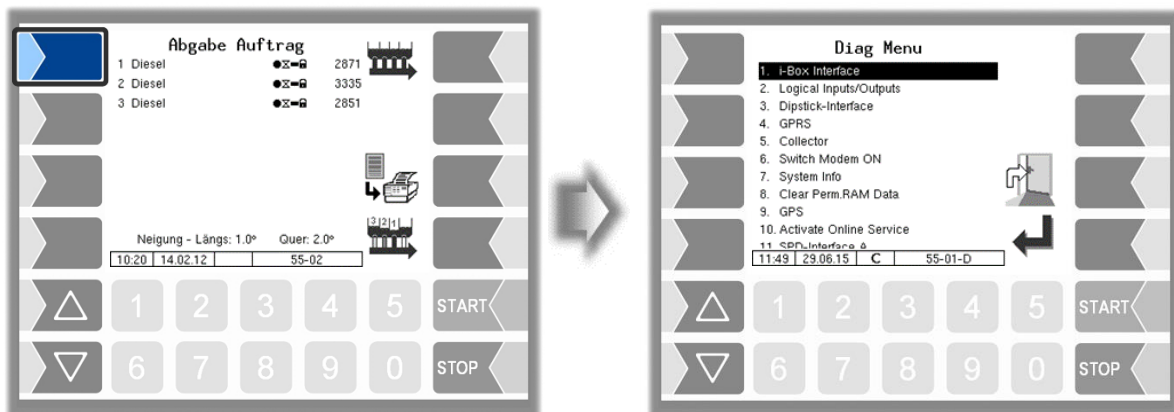 Abgabe Auftrag
1 Diesel 2871
2 Diesel 3335
3 Diesel 2851
3 2 1
Neigung - Längs: 1.0° Quer: 2.0°
10:20 14.02.12 55-02
1 2 3 4 5 START
6 7 8 9 0 STOP
Diag Menu
1. i-Box Interface
2. Logical Inputs/Outputs
3. Dipstick-Interface
4. GPRS
5. Collector
6. Switch Modem ON
7. System Info
8. Clear Perm.RAM Data
9. GPS
10. Activate Online Service
11. SPD-Interface A
11:49 29.06.15 C 55-01-D
1 2 3 4 5 START
6 7 8 9 0 STOP